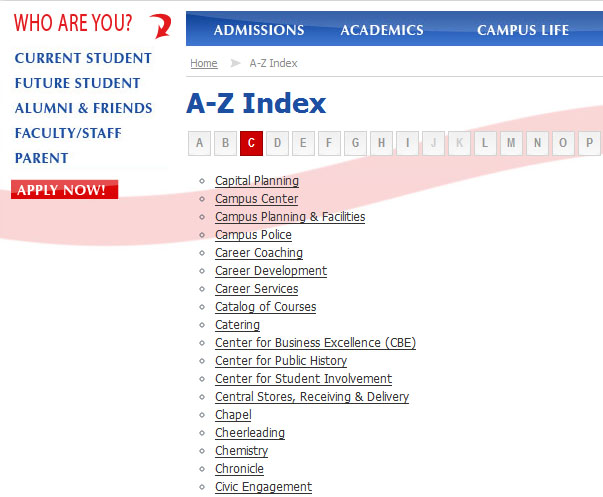 WHO ARE YOU?
CURRENT STUDENT
FUTURE STUDENT
ALUMNI & FRIENDS
FACULTY/STAFF
PARENT
APPLY NOW!
ADMISSIONS ACADEMICS CAMPUS LIFE
Home A-Z Index
A-Z Index
A B C D E F G H I J K L M N O P
Capital Planning
Campus Center
Campus Planning & Facilities
Campus Police
Career Coaching
Career Development
Career Services
Catalog of Courses
Catering
Center for Business Excellence (CBE)
Center for Public History
Center for Student Involvement
Central Stores, Receiving & Delivery
Chapel
Cheerleading
Chemistry
Chronicle
Civic Engagement